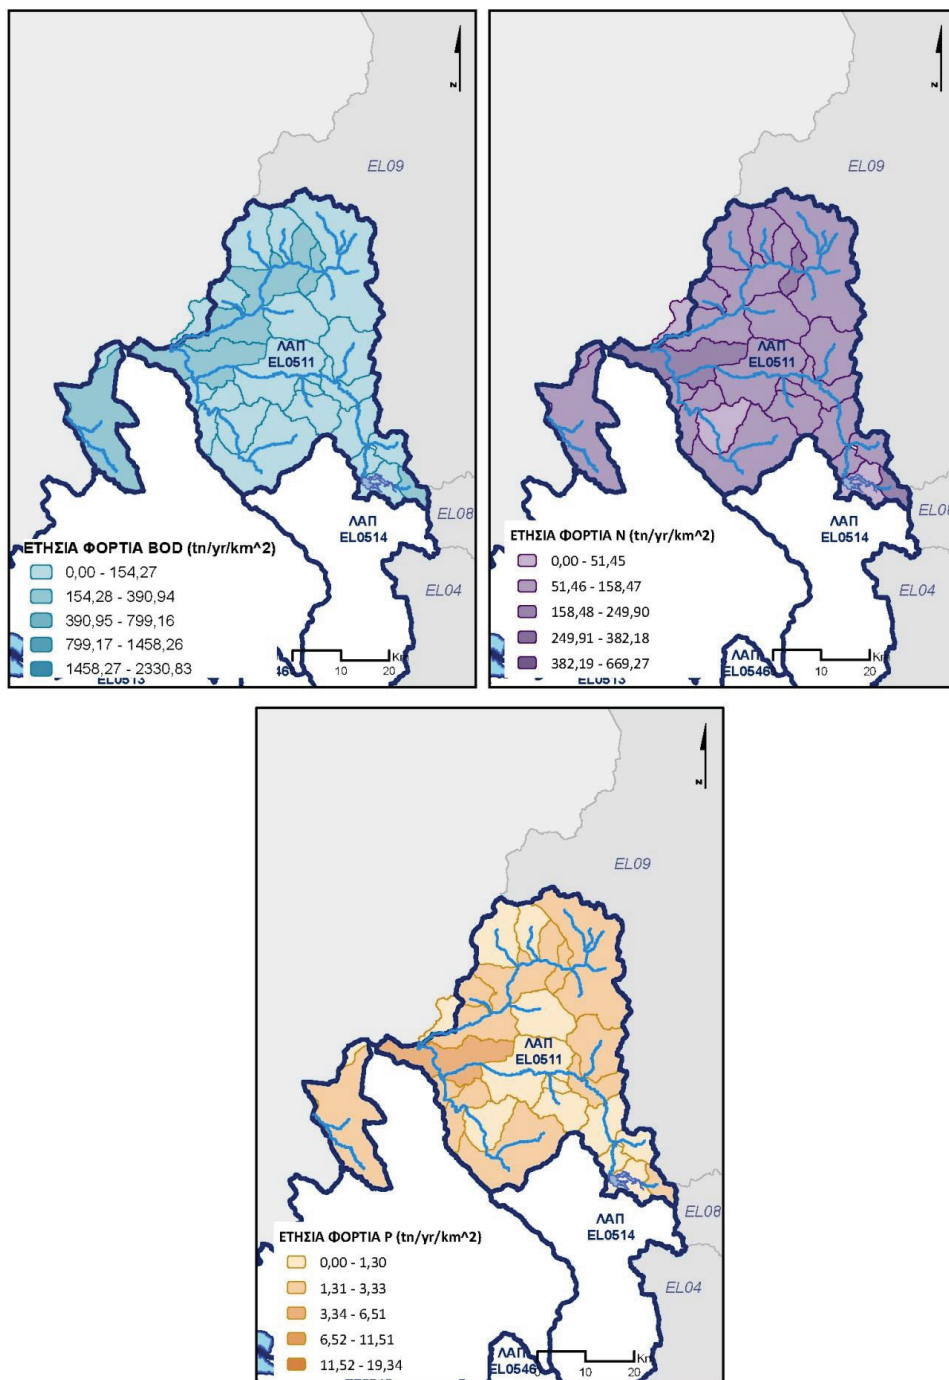 N
EL09
ΛΑΠ
EL0511
EL08
ΛΑΠ
EL0514
EL04
ΕΤΗΣΙΑ ΦΟΡΤΙΑ BOD (tn/yr/km^2)
0,00 - 154,27
154,28 - 390,94
390,95 - 799,16
799,17 - 1458,26
1458,27 - 2330,83
10 20
N
EL09
ΛΑΠ
EL0511
ΛΑΠ
EL0514
EL04
ΕΤΗΣΙΑ ΦΟΡΤΙΑ N (tn/yr/km^2)
0,00 - 51,45
51,46 - 158,47
158,48 - 249,90
249,91 - 382,18
382,19 - 669,27
ΛΑΠ
EL0546
10 20
N
EL09
ΛΑΠ
EL0511
EL08
ΛΑΠ
EL0514
EL04
ΕΤΗΣΙΑ ΦΟΡΤΙΑ P (tn/yr/km^2)
0,00 - 1,30
1,31 - 3,33
3,34 - 6,51
6,52 - 11,51
11,52 - 19,34
ΛΑΠ
EL0546
0 10 20